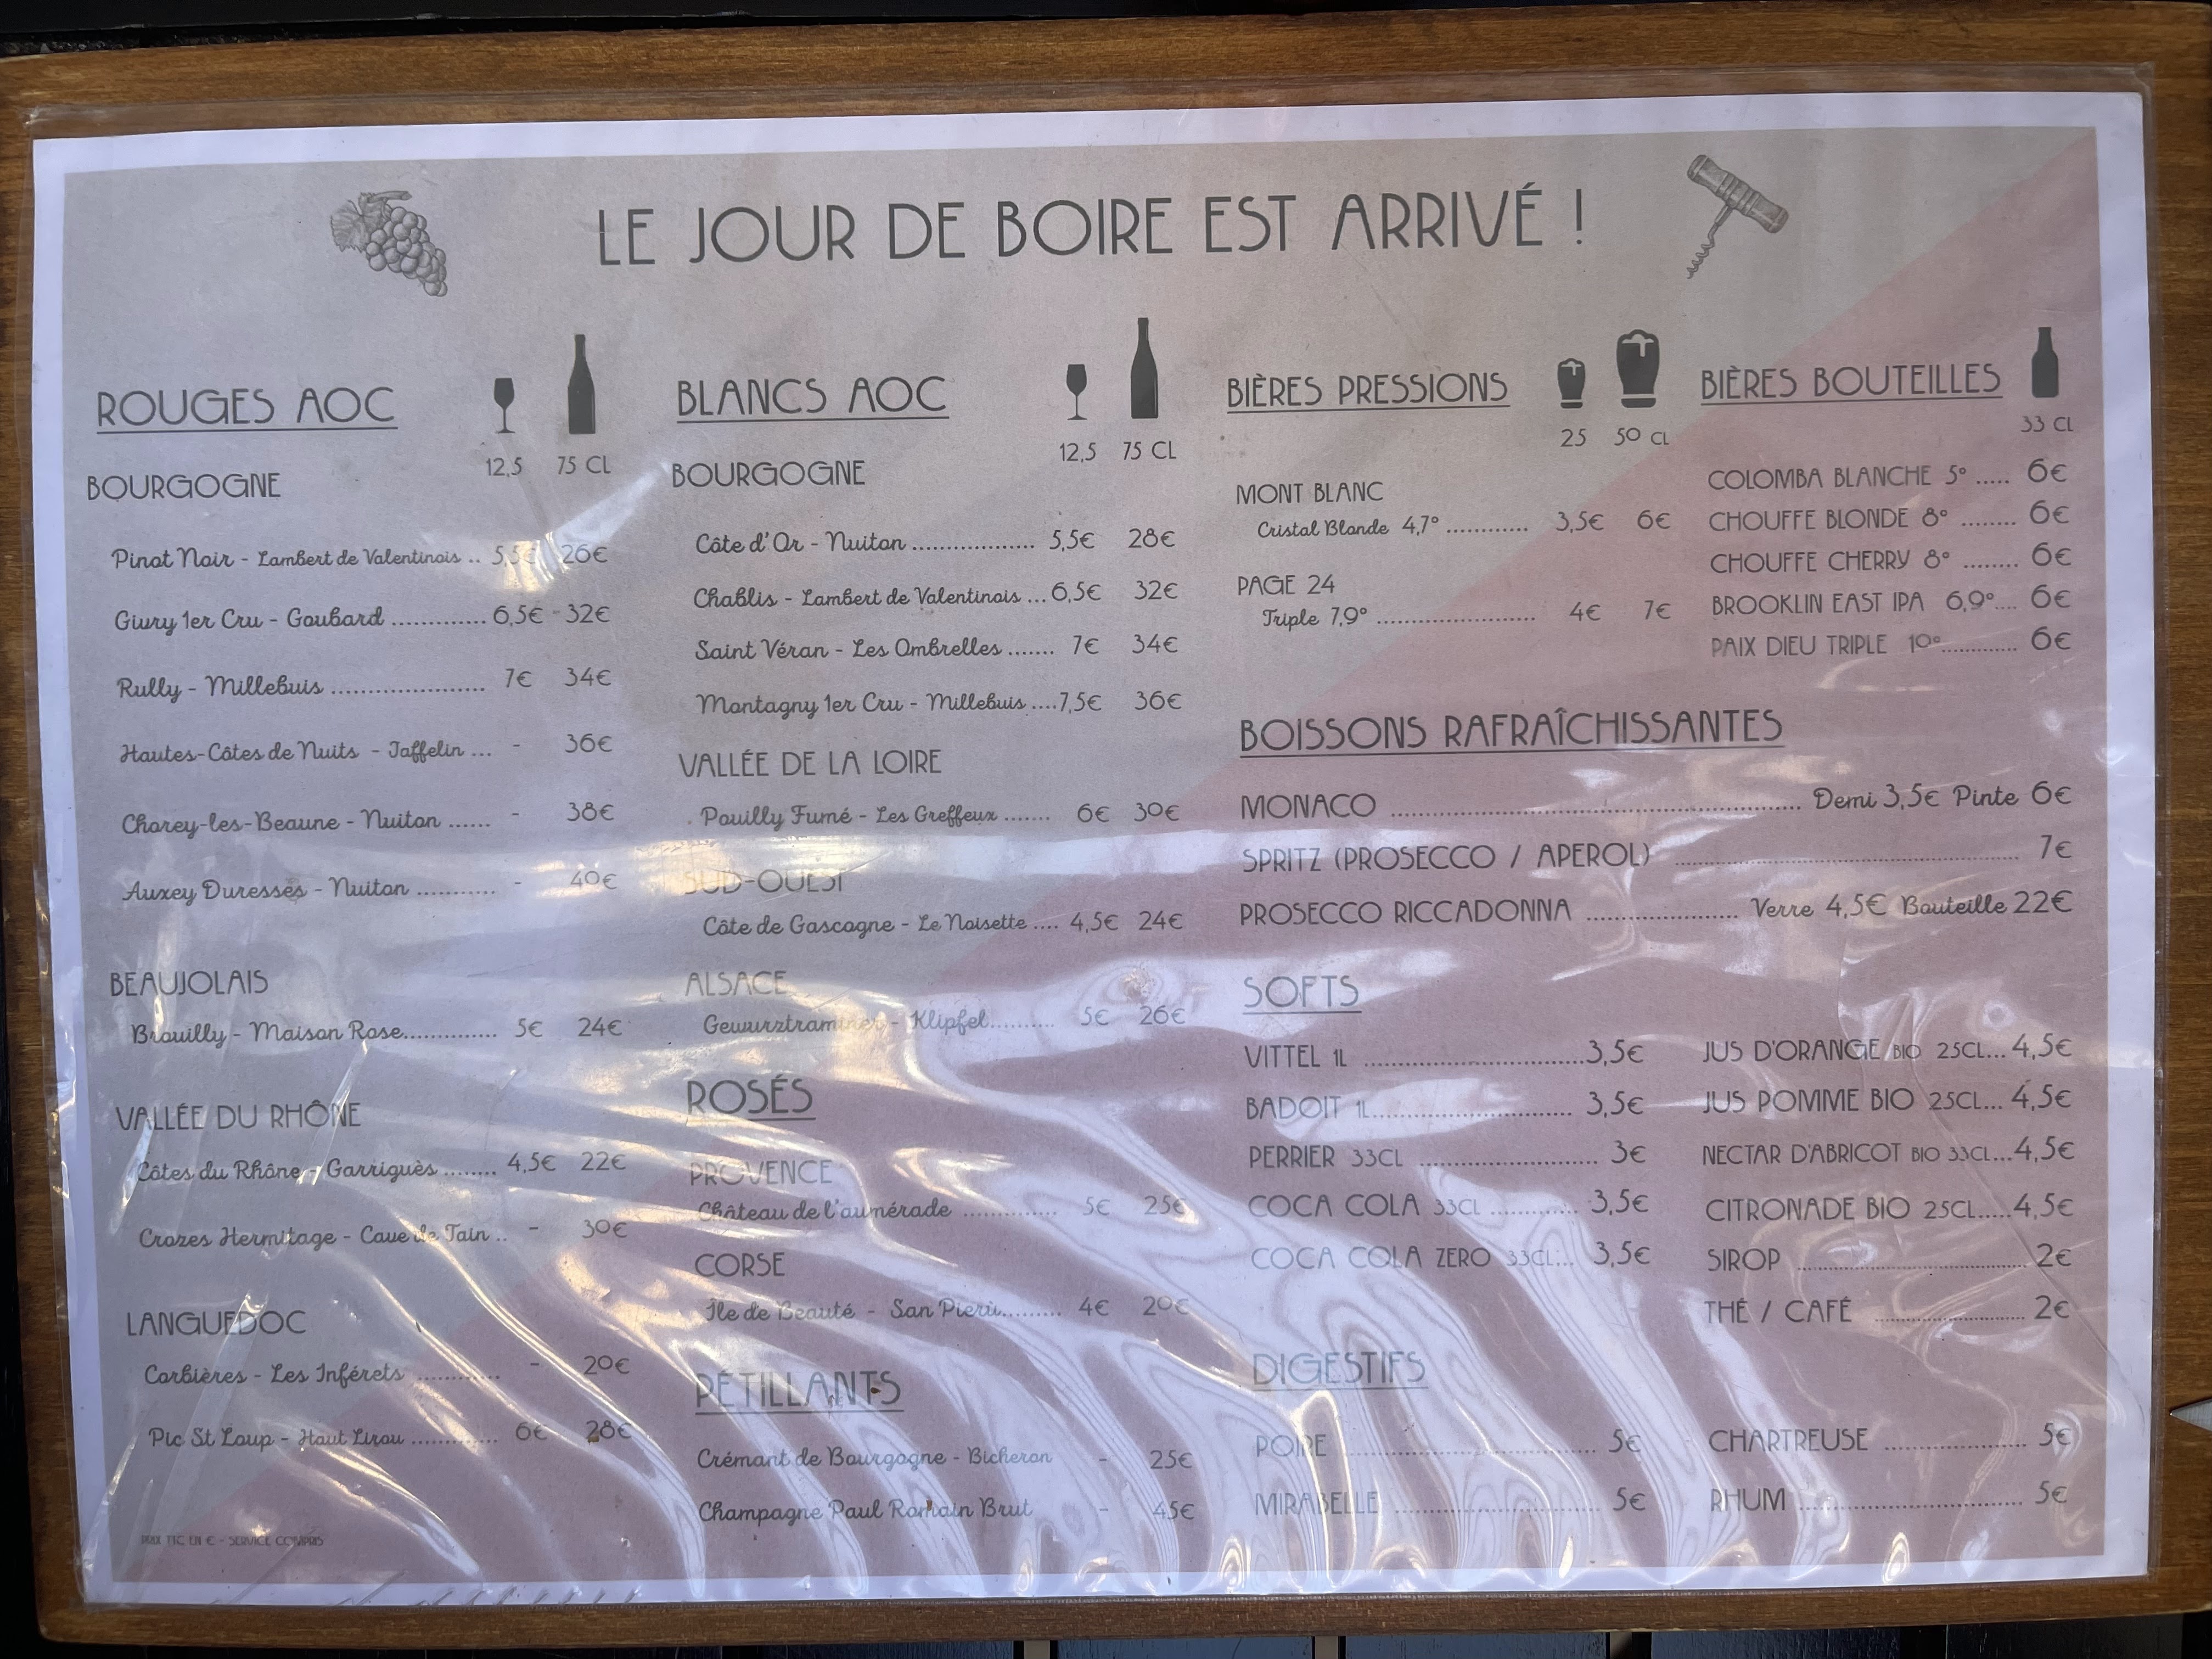 LE JOUR DE BOIRE EST ARRIVÉ !
ROUGES AOC
12,5 75 CL
BOURGOGNE
Pinot Noir - Lambert de Valentinois .. 5,5€ 26€
Givry 1er Cru - Goubard ............. 6,5€ - 32€
Rully - Millebuis ...................... 7€ 34€
Hautes-Côtes de Nuits - Jaffelin ... - 36€
Chorey-les-Beaune - Nuiton ...... - 38€
Auxey Duresses - Nuiton ............ - 40€
BEAUJOLAIS
Brouilly - Maison Rose.............. 5€ 24€
VALLÉE DU RHÔNE
Côtes du Rhône - Garriguès ........ 4,5€ 22€
Crozes Hermitage - Cave de Tain .. - 30€
LANGUEDOC
Corbières - Les Inférets ............ - 20€
Pic St Loup - Haut Lirou ............. 6€ 28€
PRIX TTC EN € - SERVICE COMPRIS
BLANCS AOC
12,5 75 CL
BOURGOGNE
Côte d'Or - Nuiton .................. 5,5€ 28€
Chablis - Lambert de Valentinois ... 6,5€ 32€
Saint Véran - Les Ombrelles ....... 7€ 34€
Montagny 1er Cru - Millebuis ....7,5€ 36€
VALLÉE DE LA LOIRE
Pouilly Fumé - Les Greffeux ....... 6€ 30€
SUD-OUEST
Côte de Gascogne - Le Noisette .... 4,5€ 24€
ALSACE
Gewurztraminer - Klipfel.......... 5€ 26€
ROSÉS
PROVENCE
Château de l'aumérade .............. 5€ 25€
CORSE
Île de Beauté - San Pierù......... 4€ 20€
PÉTILLANTS
Crémant de Bourgogne - Bicheron - 25€
Champagne Paul Romain Brut - 45€
BIÈRES PRESSIONS
25 50 CL
MONT BLANC
Cristal Blonde 4,7° ............ 3,5€ 6€
PAGE 24
Triple 7,9° ....................... 4€ 7€
BIÈRES BOUTEILLES
33 CL
COLOMBA BLANCHE 5° ..... 6€
CHOUFFE BLONDE 8° ........ 6€
CHOUFFE CHERRY 8° ........ 6€
BROOKLIN EAST IPA 6,9°.... 6€
PAIX DIEU TRIPLE 10°............ 6€
BOISSONS RAFRAÎCHISSANTES
MONACO ............................ Demi 3,5€ Pinte 6€
SPRITZ (PROSECCO / APEROL) ............................ 7€
PROSECCO RICCADONNA ................ Verre 4,5€ Bouteille 22€
SOFTS
VITTEL 1L ............................3,5€
BADOIT 1L............................ 3,5€
PERRIER 33CL ........................ 3€
COCA COLA 33CL ............ 3,5€
COCA COLA ZERO 33CL... 3,5€
JUS D'ORANGE BIO 25CL... 4,5€
JUS POMME BIO 25CL... 4,5€
NECTAR D'ABRICOT BIO 33CL...4,5€
CITRONADE BIO 25CL.....4,5€
SIROP ............................ 2€
THÉ / CAFÉ .................... 2€
DIGESTIFS
POIRE ............................ 5€
MIRABELLE ............................ 5€
CHARTREUSE .................... 5€
RHUM ............................ 5€